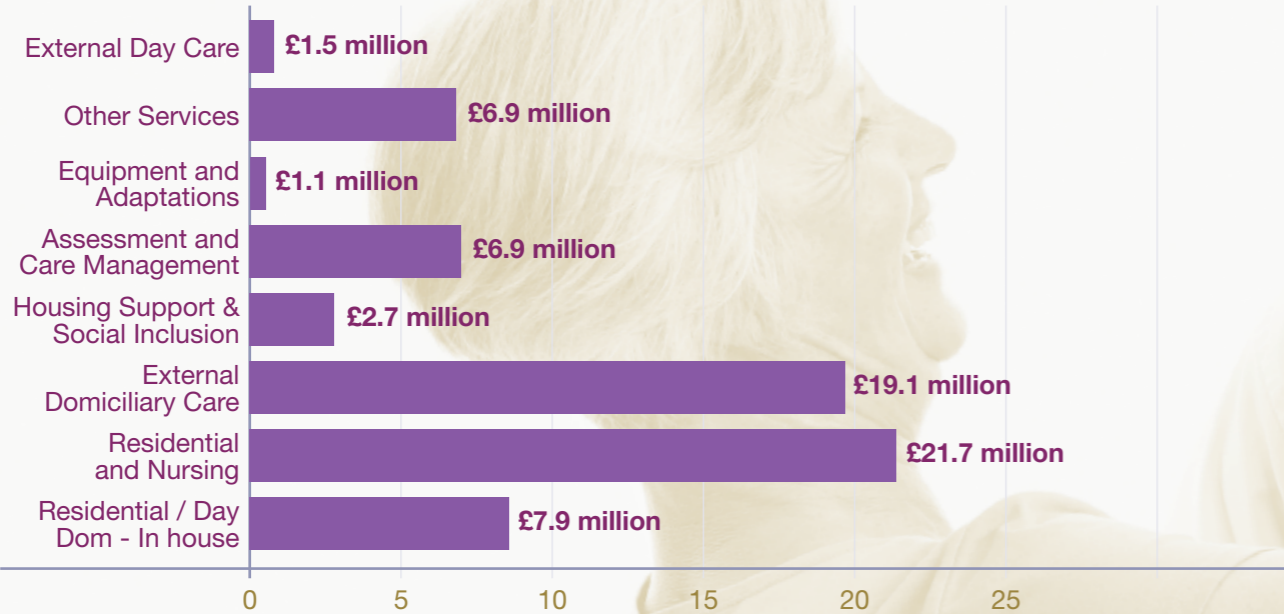 External Day Care £1.5 million
Other Services £6.9 million
Equipment and
Adaptations £1.1 million
Assessment and
Care Management £6.9 million
Housing Support &
Social Inclusion £2.7 million
External
Domiciliary Care £19.1 million
Residential
and Nursing £21.7 million
Residential / Day
Dom - In house £7.9 million
0 5 10 15 20 25